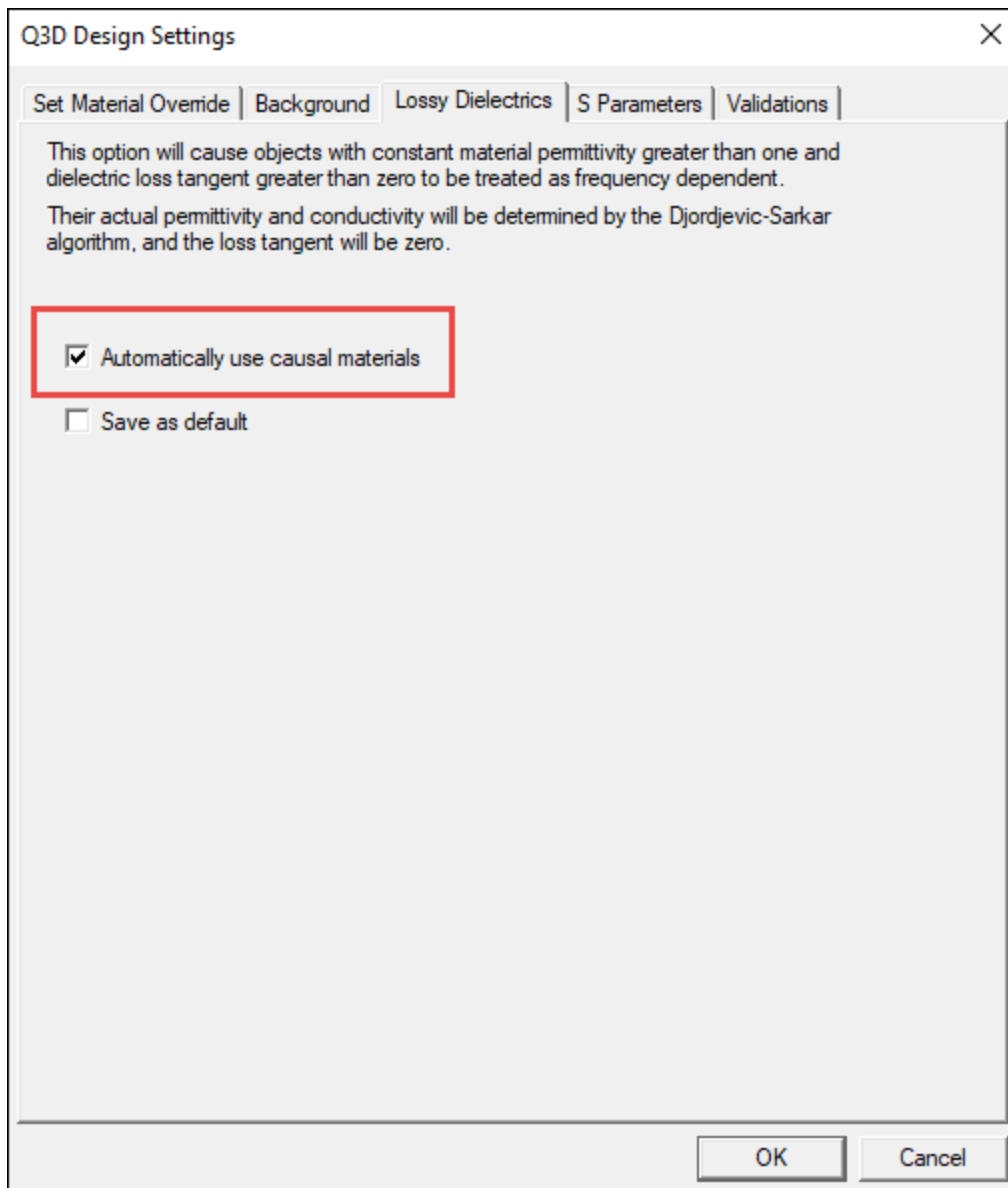 Q3D Design Settings
Set Material Override Background Lossy Dielectrics S Parameters Validations
This option will cause objects with constant material permittivity greater than one and
dielectric loss tangent greater than zero to be treated as frequency dependent.
Their actual permittivity and conductivity will be determined by the Djordjevic-Sarkar
algorithm, and the loss tangent will be zero.
Automatically use causal materials
Save as default
OK Cancel